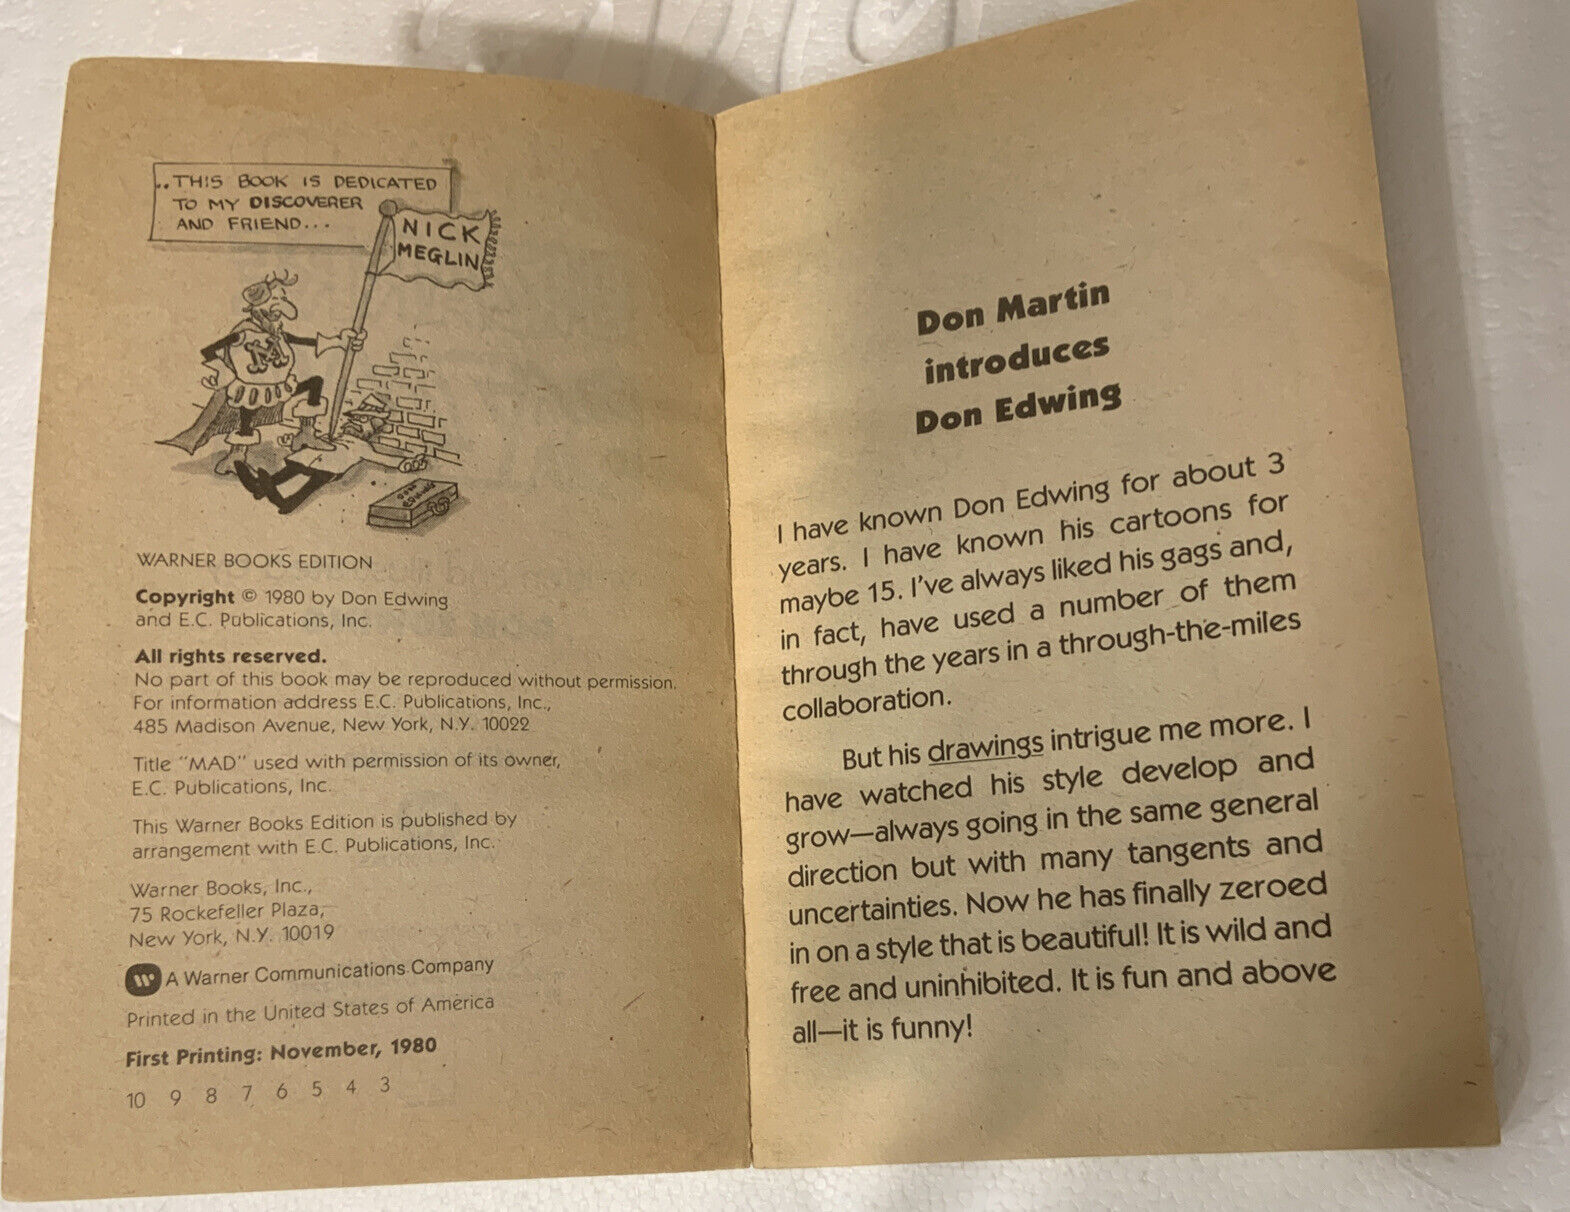 ..THIS BOOK IS DEDICATED
TO MY DISCOVERER
AND FRIEND...
NICK
MEGLIN
M
DON
EDWING
WARNER BOOKS EDITION
Copyright © 1980 by Don Edwing
and E.C. Publications, Inc.
All rights reserved.
No part of this book may be reproduced without permission.
For information address E.C. Publications, Inc.,
485 Madison Avenue, New York, N.Y. 10022
Title "MAD" used with permission of its owner,
E.C. Publications, Inc.
This Warner Books Edition is published by
arrangement with E.C. Publications, Inc.
Warner Books, Inc.,
75 Rockefeller Plaza,
New York, N.Y. 10019
W A Warner Communications Company
Printed in the United States of America
First Printing: November, 1980
10 9 8 7 6 5 4 3
Don Martin
introduces
Don Edwing
I have known Don Edwing for about 3
years. I have known his cartoons for
maybe 15. I've always liked his gags and,
in fact, have used a number of them
through the years in a through-the-miles
collaboration.
But his drawings intrigue me more. I
have watched his style develop and
grow—always going in the same general
direction but with many tangents and
uncertainties. Now he has finally zeroed
in on a style that is beautiful! It is wild and
free and uninhibited. It is fun and above
all—it is funny!